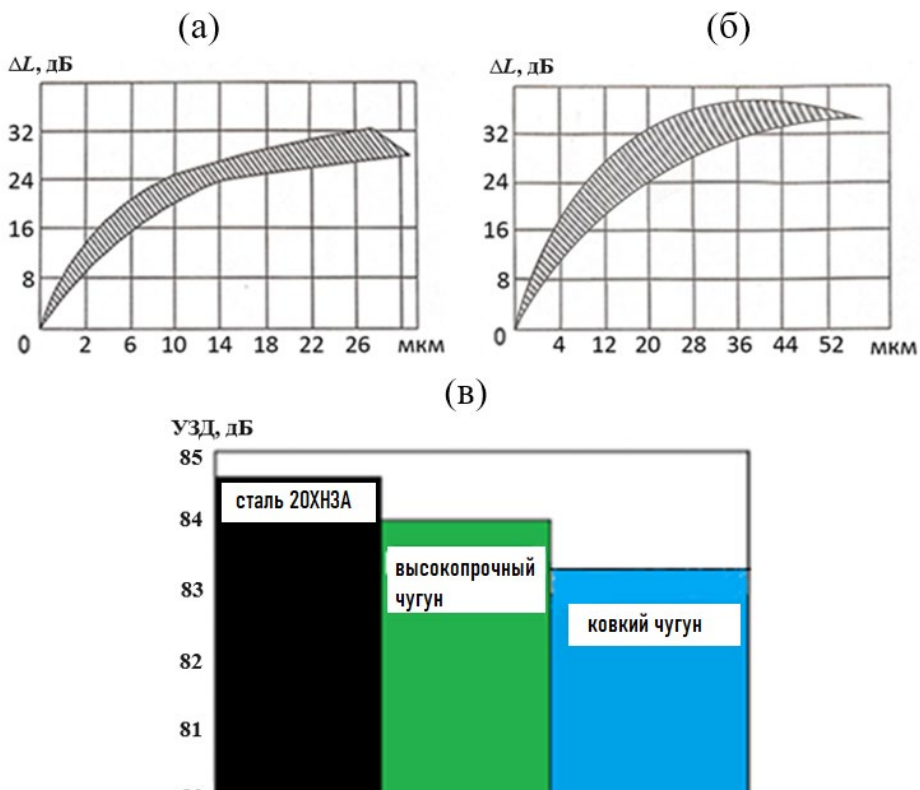 (а)
(б)
ΔL, дБ
ΔL, дБ
32
24
16
8
0
2 6 10 14 18 22 26 мкм
32
24
16
8
0
4 12 20 28 36 44 52 мкм
(в)
УЗД, дБ
85
84
83
82
81
сталь 20ХН3А
высокопрочный
чугун
ковкий чугун